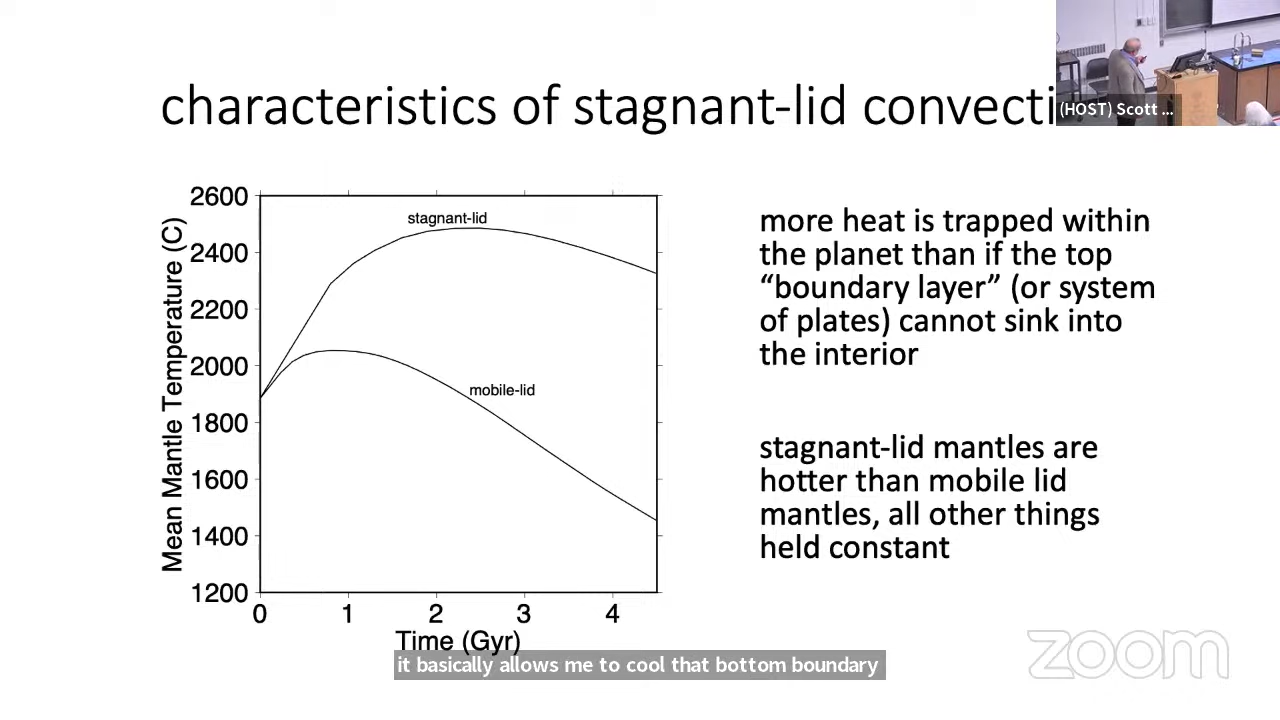 characteristics of stagnant-lid convecti
(HOST) Scott ...
2600
2400
2200
2000
1800
1600
1400
1200
Mean Mantle Temperature (C)
stagnant-lid
mobile-lid
0 1 2 3 4
Time (Gyr)
more heat is trapped within
the planet than if the top
“boundary layer” (or system
of plates) cannot sink into
the interior
stagnant-lid mantles are
hotter than mobile lid
mantles, all other things
held constant
it basically allows me to cool that bottom boundary
zoom